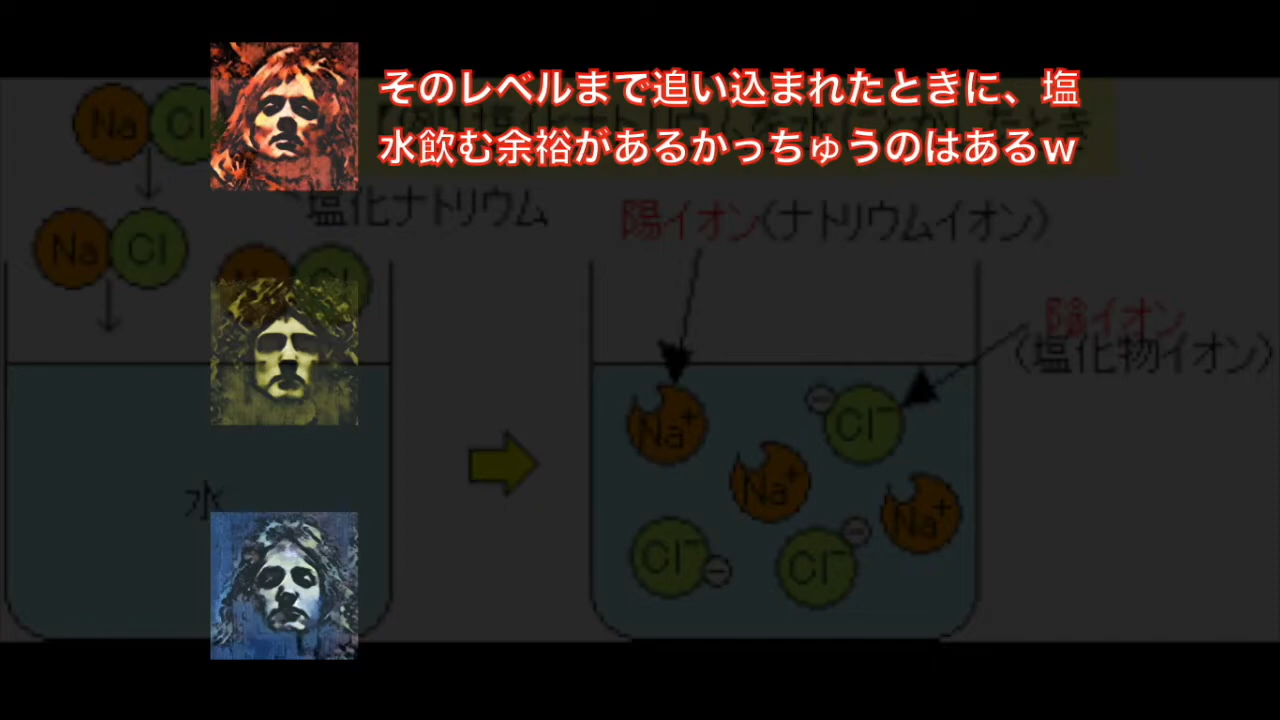 そのレベルまで追い込まれたときに、塩
水飲む余裕があるかっちゅうのはあるｗ
Na Cl
塩化ナトリウム
陽イオン（ナトリウムイオン）
Na Cl
陰イオン
（塩化物イオン）
Na⁺
Cl⁻
Na⁺
水
Na⁺
Cl⁻
Cl⁻